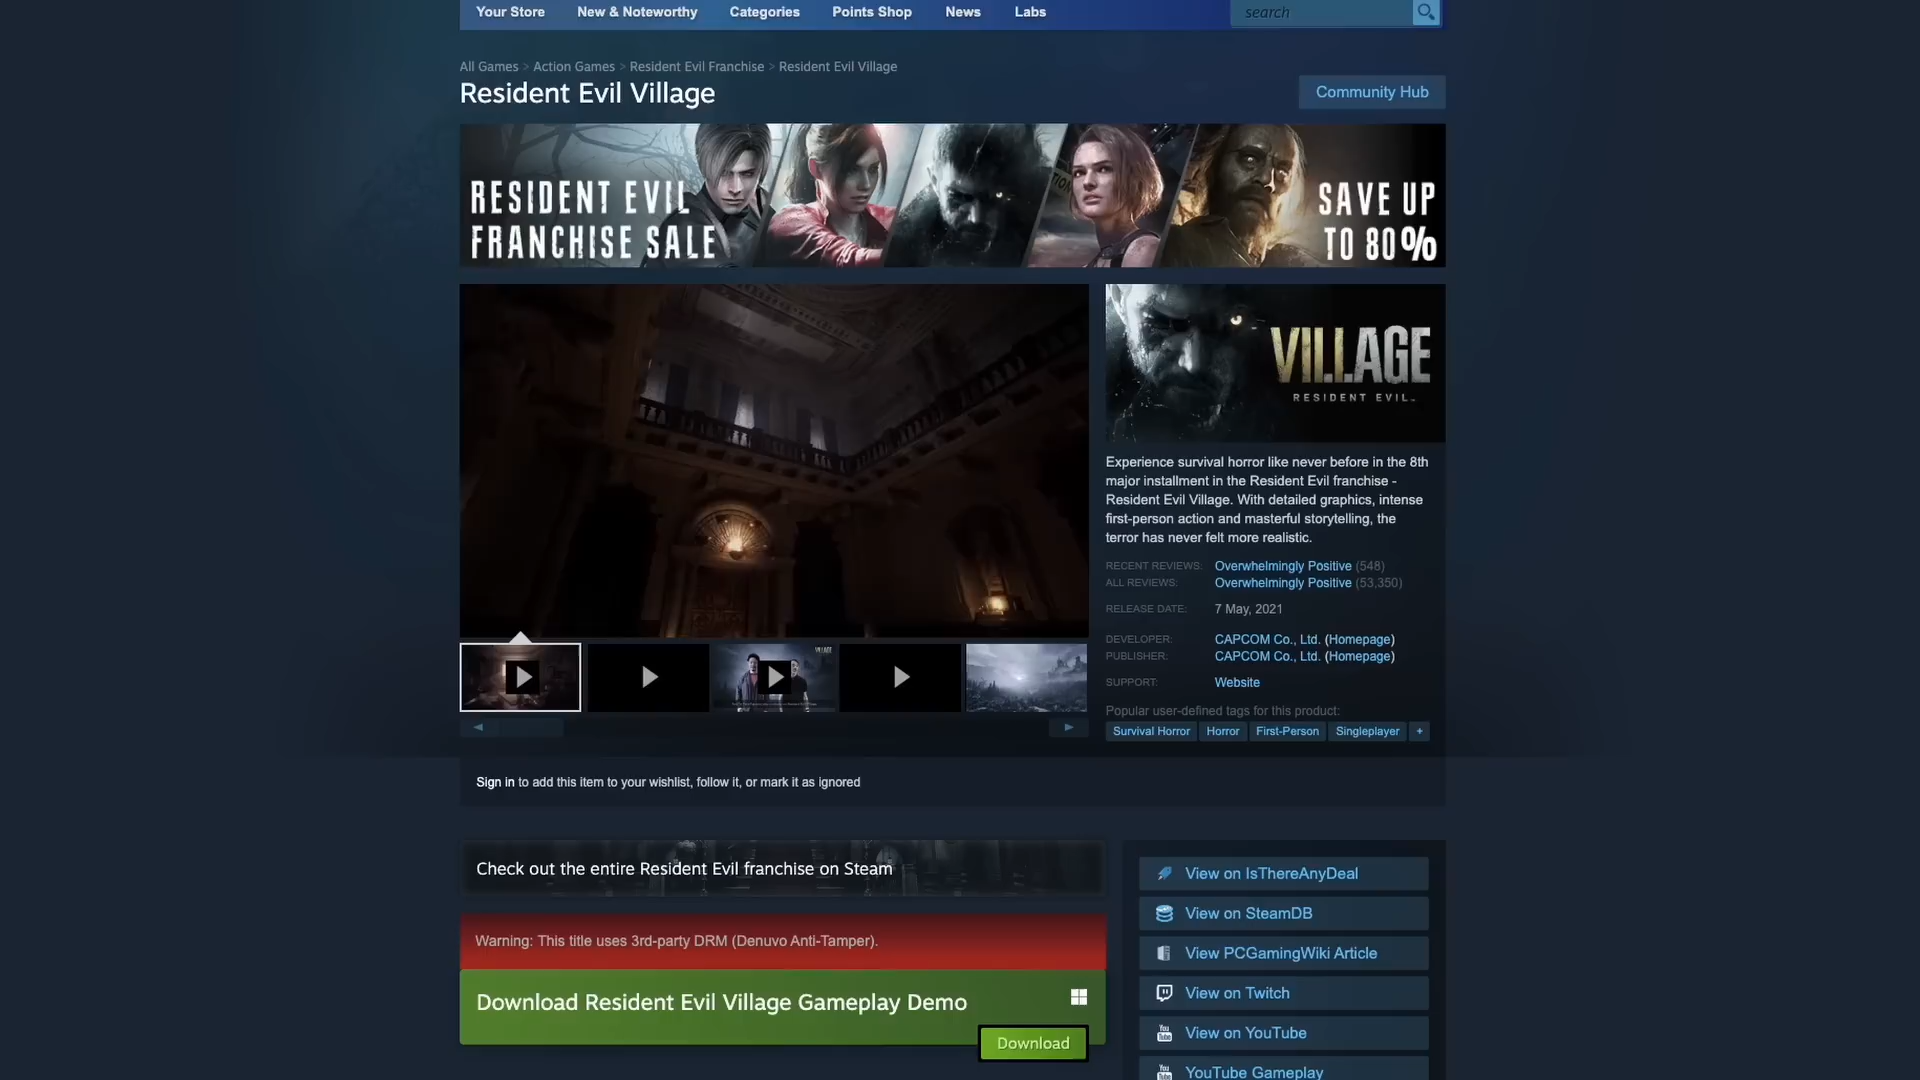 Your Store New & Noteworthy Categories Points Shop News Labs search
All Games > Action Games > Resident Evil Franchise > Resident Evil Village
Resident Evil Village
Community Hub
RESIDENT EVIL
FRANCHISE SALE
SAVE UP
TO 80%
VILLAGE
RESIDENT EVIL
Experience survival horror like never before in the 8th
major installment in the Resident Evil franchise -
Resident Evil Village. With detailed graphics, intense
first-person action and masterful storytelling, the
terror has never felt more realistic.
RECENT REVIEWS: Overwhelmingly Positive (548)
ALL REVIEWS: Overwhelmingly Positive (53,350)
RELEASE DATE: 7 May, 2021
DEVELOPER: CAPCOM Co., Ltd. (Homepage)
PUBLISHER: CAPCOM Co., Ltd. (Homepage)
SUPPORT: Website
Popular user-defined tags for this product:
Survival Horror Horror First-Person Singleplayer +
VILLAGE
Sign in to add this item to your wishlist, follow it, or mark it as ignored
Check out the entire Resident Evil franchise on Steam
Warning: This title uses 3rd-party DRM (Denuvo Anti-Tamper).
Download Resident Evil Village Gameplay Demo
Download
View on IsThereAnyDeal
View on SteamDB
View PCGamingWiki Article
View on Twitch
View on YouTube
YouTube Gameplay